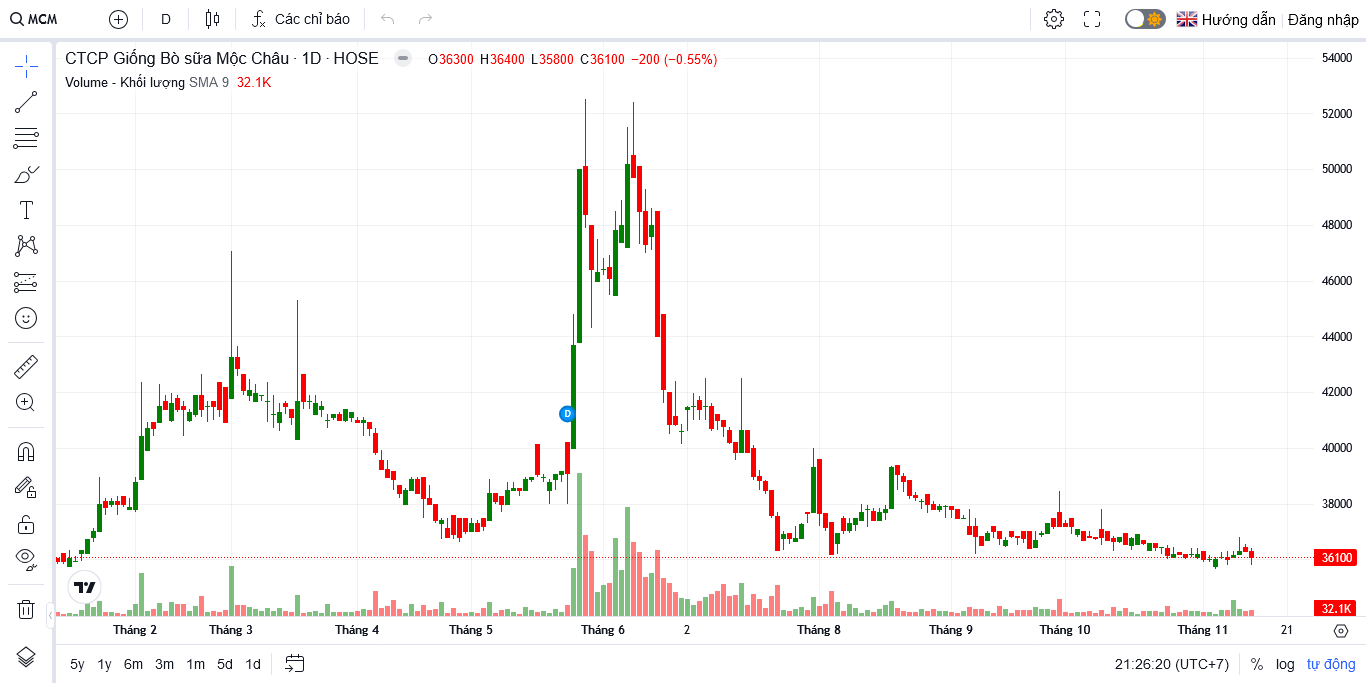 MCM D Các chỉ báo Hướng dẫn Đăng nhập
CTCP Giống Bò sữa Mộc Châu · 1D · HOSE O36300 H36400 L35800 C36100 −200 (−0.55%)
Volume - Khối lượng SMA 9 32.1K
54000
52000
50000
48000
46000
44000
42000
40000
38000
36100
32.1K
D
Tháng 2 Tháng 3 Tháng 4 Tháng 5 Tháng 6 2 Tháng 8 Tháng 9 Tháng 10 Tháng 11 21
5y 1y 6m 3m 1m 5d 1d 21:26:20 (UTC+7) % log tự động